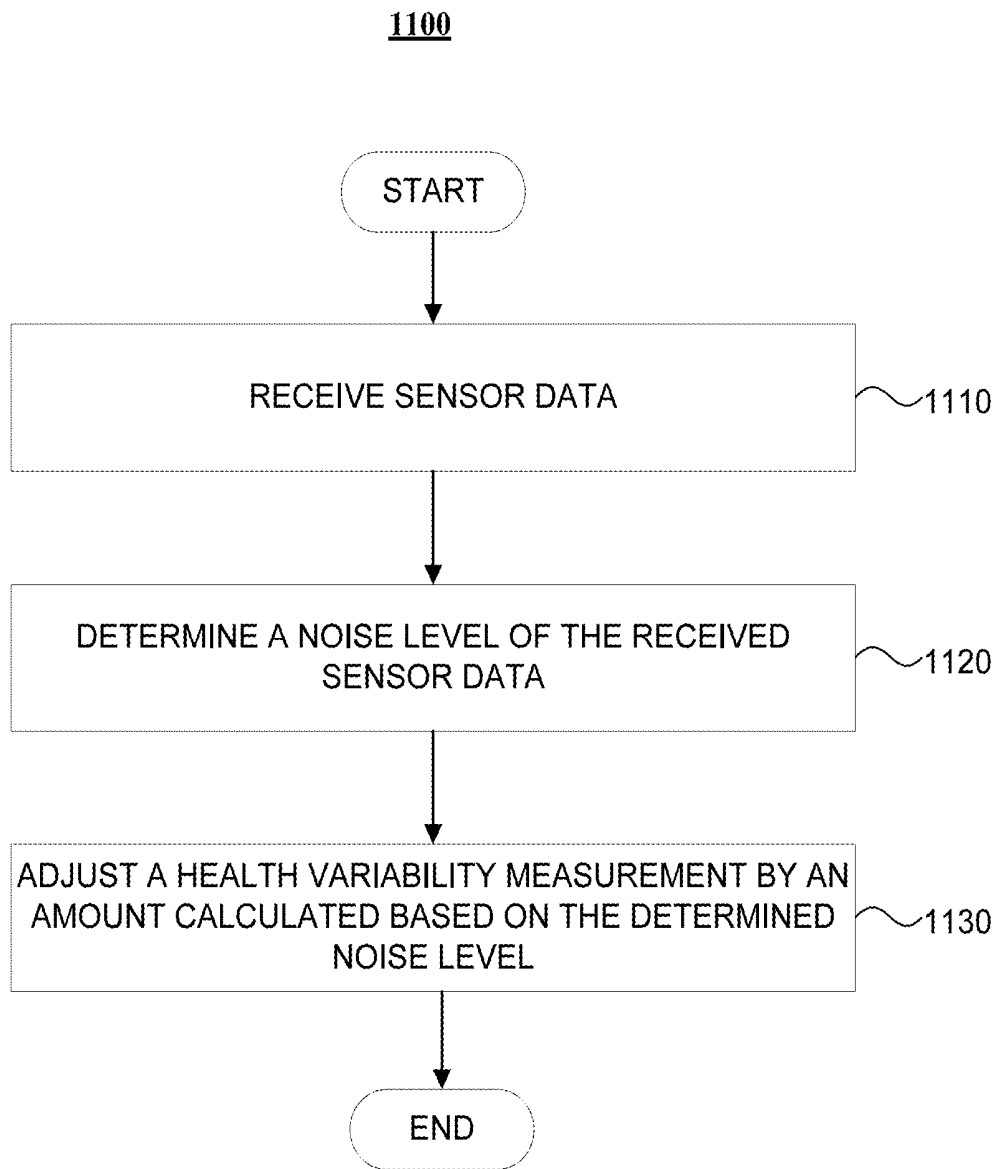 1100
START
RECEIVE SENSOR DATA
1110
DETERMINE A NOISE LEVEL OF THE RECEIVED
SENSOR DATA
1120
ADJUST A HEALTH VARIABILITY MEASUREMENT BY AN
AMOUNT CALCULATED BASED ON THE DETERMINED
NOISE LEVEL
1130
END